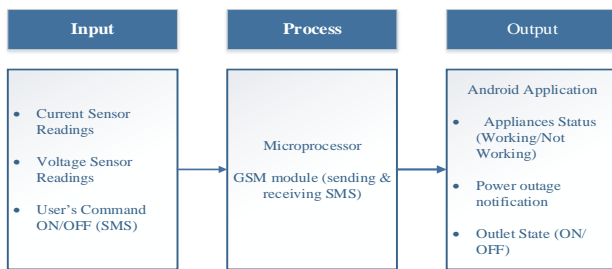 Input
Process
Output
• Current Sensor
Readings
• Voltage Sensor
Readings
• User's Command
ON/OFF (SMS)
Microprocessor
GSM module (sending &
receiving SMS)
Android Application
• Appliances Status
(Working/Not
Working)
• Power outage
notification
• Outlet State (ON/
OFF)